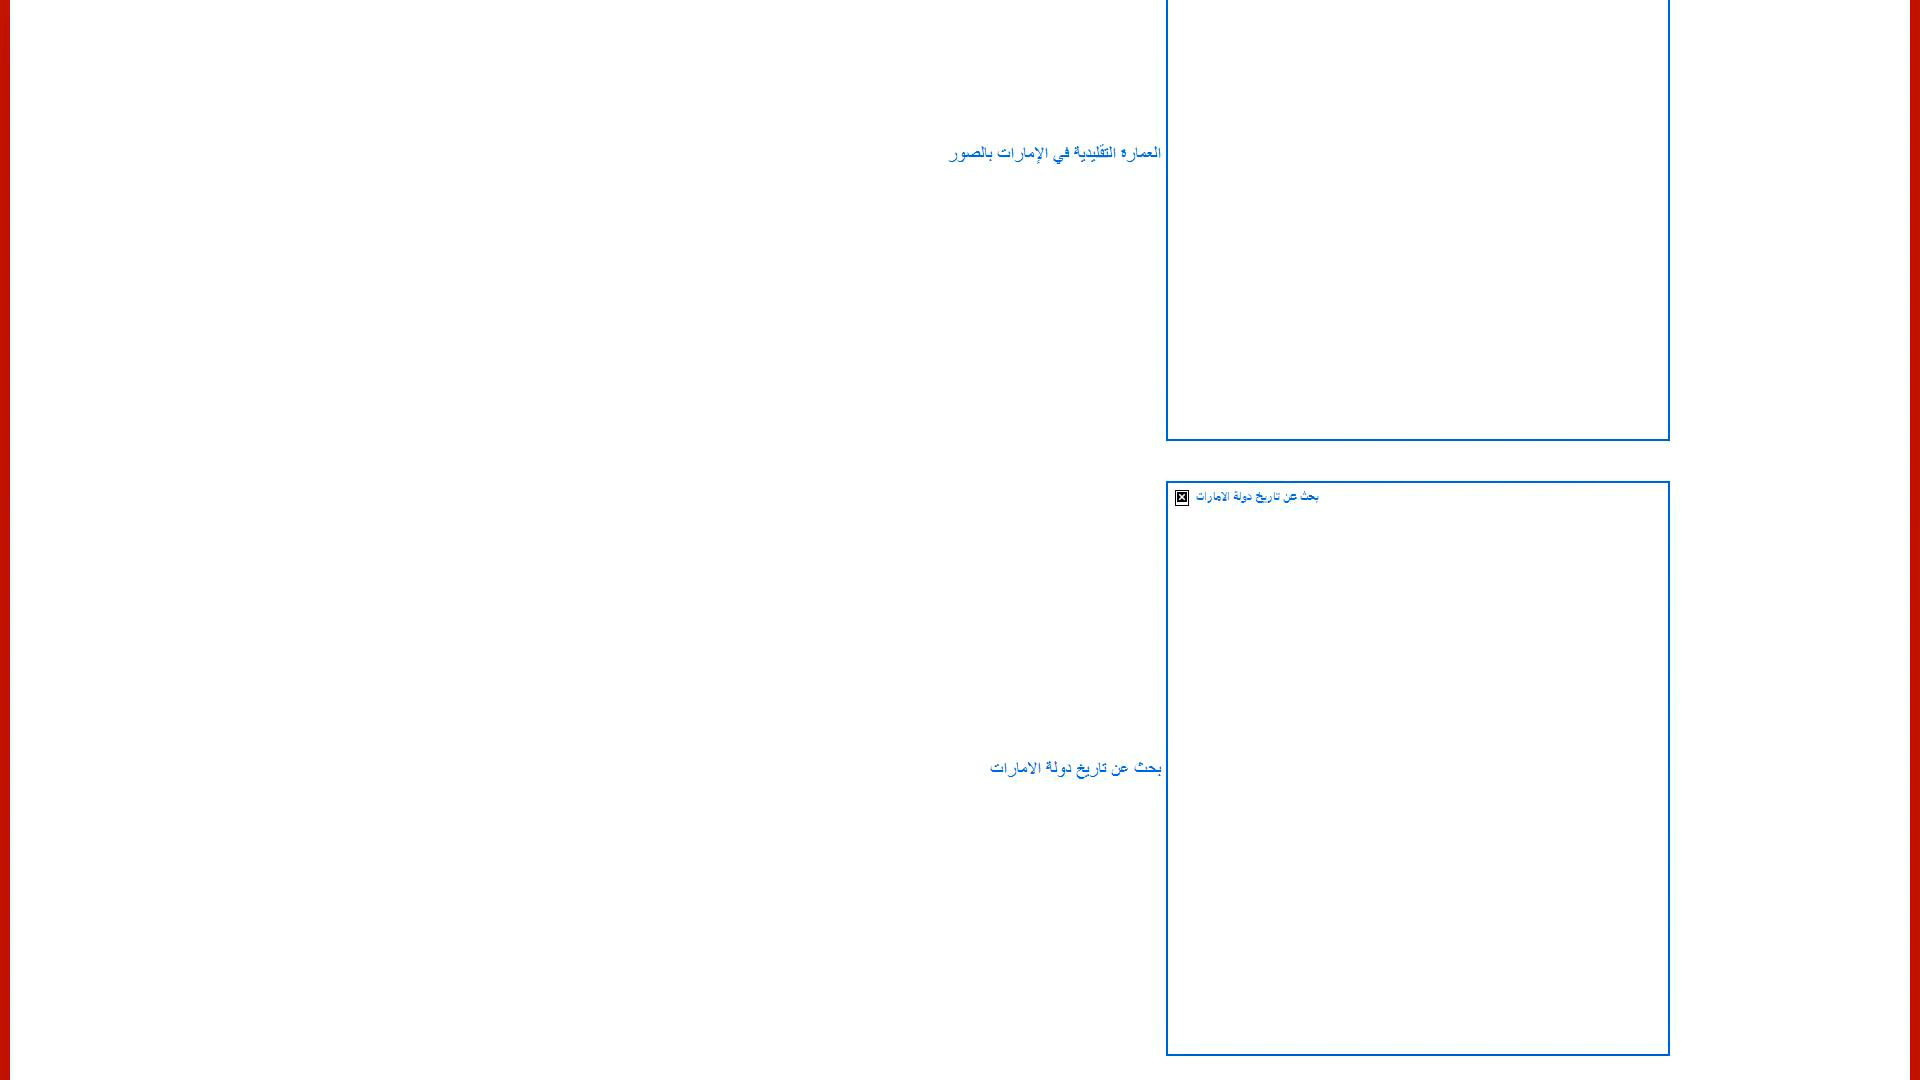 العمارة التقليدية في الإمارات بالصور
بحث عن تاريخ دولة الامارات
بحث عن تاريخ دولة الامارات